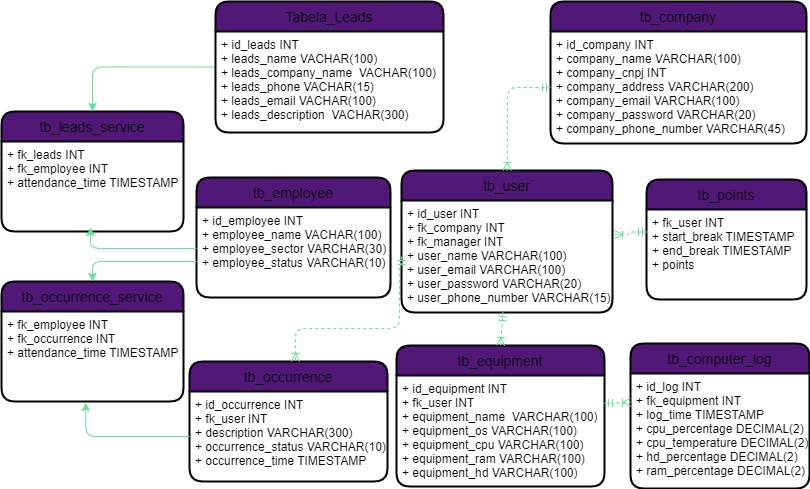 Tabela_Leads
+ id_leads INT
+ leads_name VACHAR(100)
+ leads_company_name VACHAR(100)
+ leads_phone VACHAR(15)
+ leads_email VACHAR(100)
+ leads_description VACHAR(300)
tb_company
+ id_company INT
+ company_name VARCHAR(100)
+ company_cnpj INT
+ company_address VARCHAR(200)
+ company_email VARCHAR(100)
+ company_password VARCHAR(20)
+ company_phone_number VARCHAR(45)
tb_leads_service
+ fk_leads INT
+ fk_employee INT
+ attendance_time TIMESTAMP
tb_employee
+ id_employee INT
+ employee_name VACHAR(100)
+ employee_sector VARCHAR(30)
+ employee_status VARCHAR(10)
tb_user
+ id_user INT
+ fk_company INT
+ fk_manager INT
+ user_name VARCHAR(100)
+ user_email VARCHAR(100)
+ user_password VARCHAR(20)
+ user_phone_number VARCHAR(15)
tb_points
+ fk_user INT
+ start_break TIMESTAMP
+ end_break TIMESTAMP
+ points
tb_occurrence_service
+ fk_employee INT
+ fk_occurrence INT
+ attendance_time TIMESTAMP
tb_occurrence
+ id_occurrence INT
+ fk_user INT
+ description VARCHAR(300)
+ occurrence_status VARCHAR(10)
+ occurrence_time TIMESTAMP
tb_equipment
+ id_equipment INT
+ fk_user INT
+ equipment_name VARCHAR(100)
+ equipment_os VARCHAR(100)
+ equipment_cpu VARCHAR(100)
+ equipment_ram VARCHAR(100)
+ equipment_hd VARCHAR(100)
tb_computer_log
+ id_log INT
+ fk_equipment INT
+ log_time TIMESTAMP
+ cpu_percentage DECIMAL(2)
+ cpu_temperature DECIMAL(2)
+ hd_percentage DECIMAL(2)
+ ram_percentage DECIMAL(2)